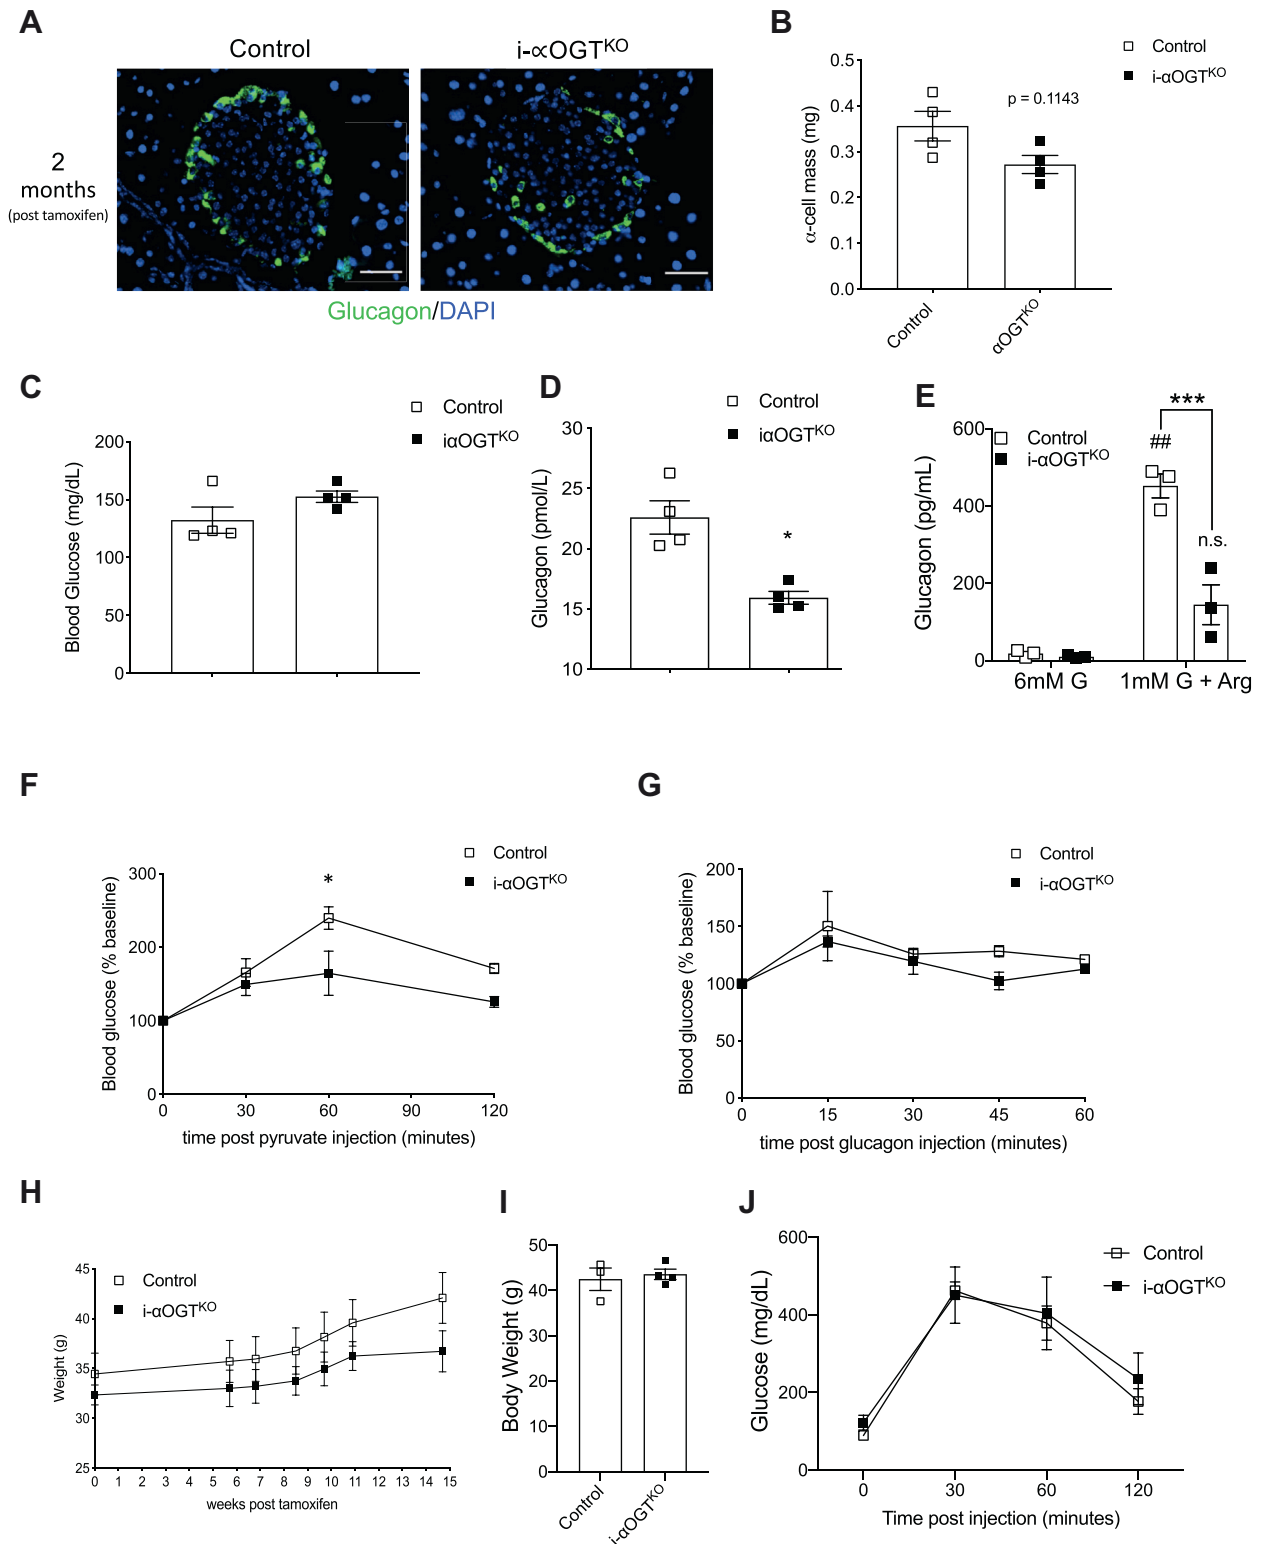 A
Control
i-∝OGTKO
2
months
(post tamoxifen)
Glucagon/DAPI
B
Control
i-αOGTKO
α-cell mass (mg)
0.5
0.4
0.3
0.2
0.1
0.0
p = 0.1143
Control
αOGTKO
C
Control
iαOGTKO
Blood Glucose (mg/dL)
200
150
100
50
0
D
Control
iαOGTKO
Glucagon (pmol/L)
30
25
20
15
10
*
E
Control
i-αOGTKO
Glucagon (pg/mL)
600
400
200
0
***
##
n.s.
6mM G
1mM G + Arg
F
Control
i-αOGTKO
Blood glucose (% baseline)
300
200
100
0
*
0 30 60 90 120
time post pyruvate injection (minutes)
G
Control
i-αOGTKO
Blood glucose (% baseline)
200
150
100
50
0
0 15 30 45 60
time post glucagon injection (minutes)
H
Control
i-αOGTKO
Weight (g)
45
40
35
30
25
0 1 2 3 4 5 6 7 8 9 10 11 12 13 14 15
weeks post tamoxifen
I
Body Weight (g)
50
40
30
20
10
0
Control
i-αOGTKO
J
Control
i-αOGTKO
Glucose (mg/dL)
600
400
200
0
0 30 60 120
Time post injection (minutes)